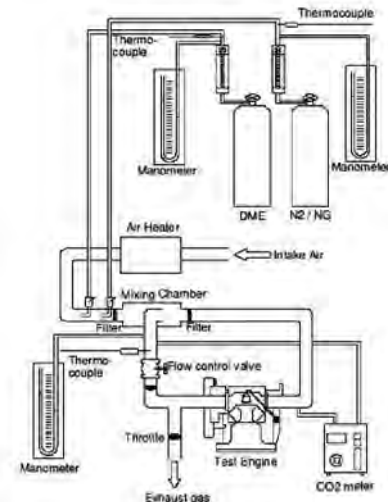 Thermocouple
Thermo-
couple
Manometer
Manometer
DME
N2 / NG
Air Heater
Intake Air
Mixing Chamber
Filter
Filter
Thermo-
couple
Flow control valve
Throttle
Manometer
Test Engine
CO2 meter
Exhaust gas